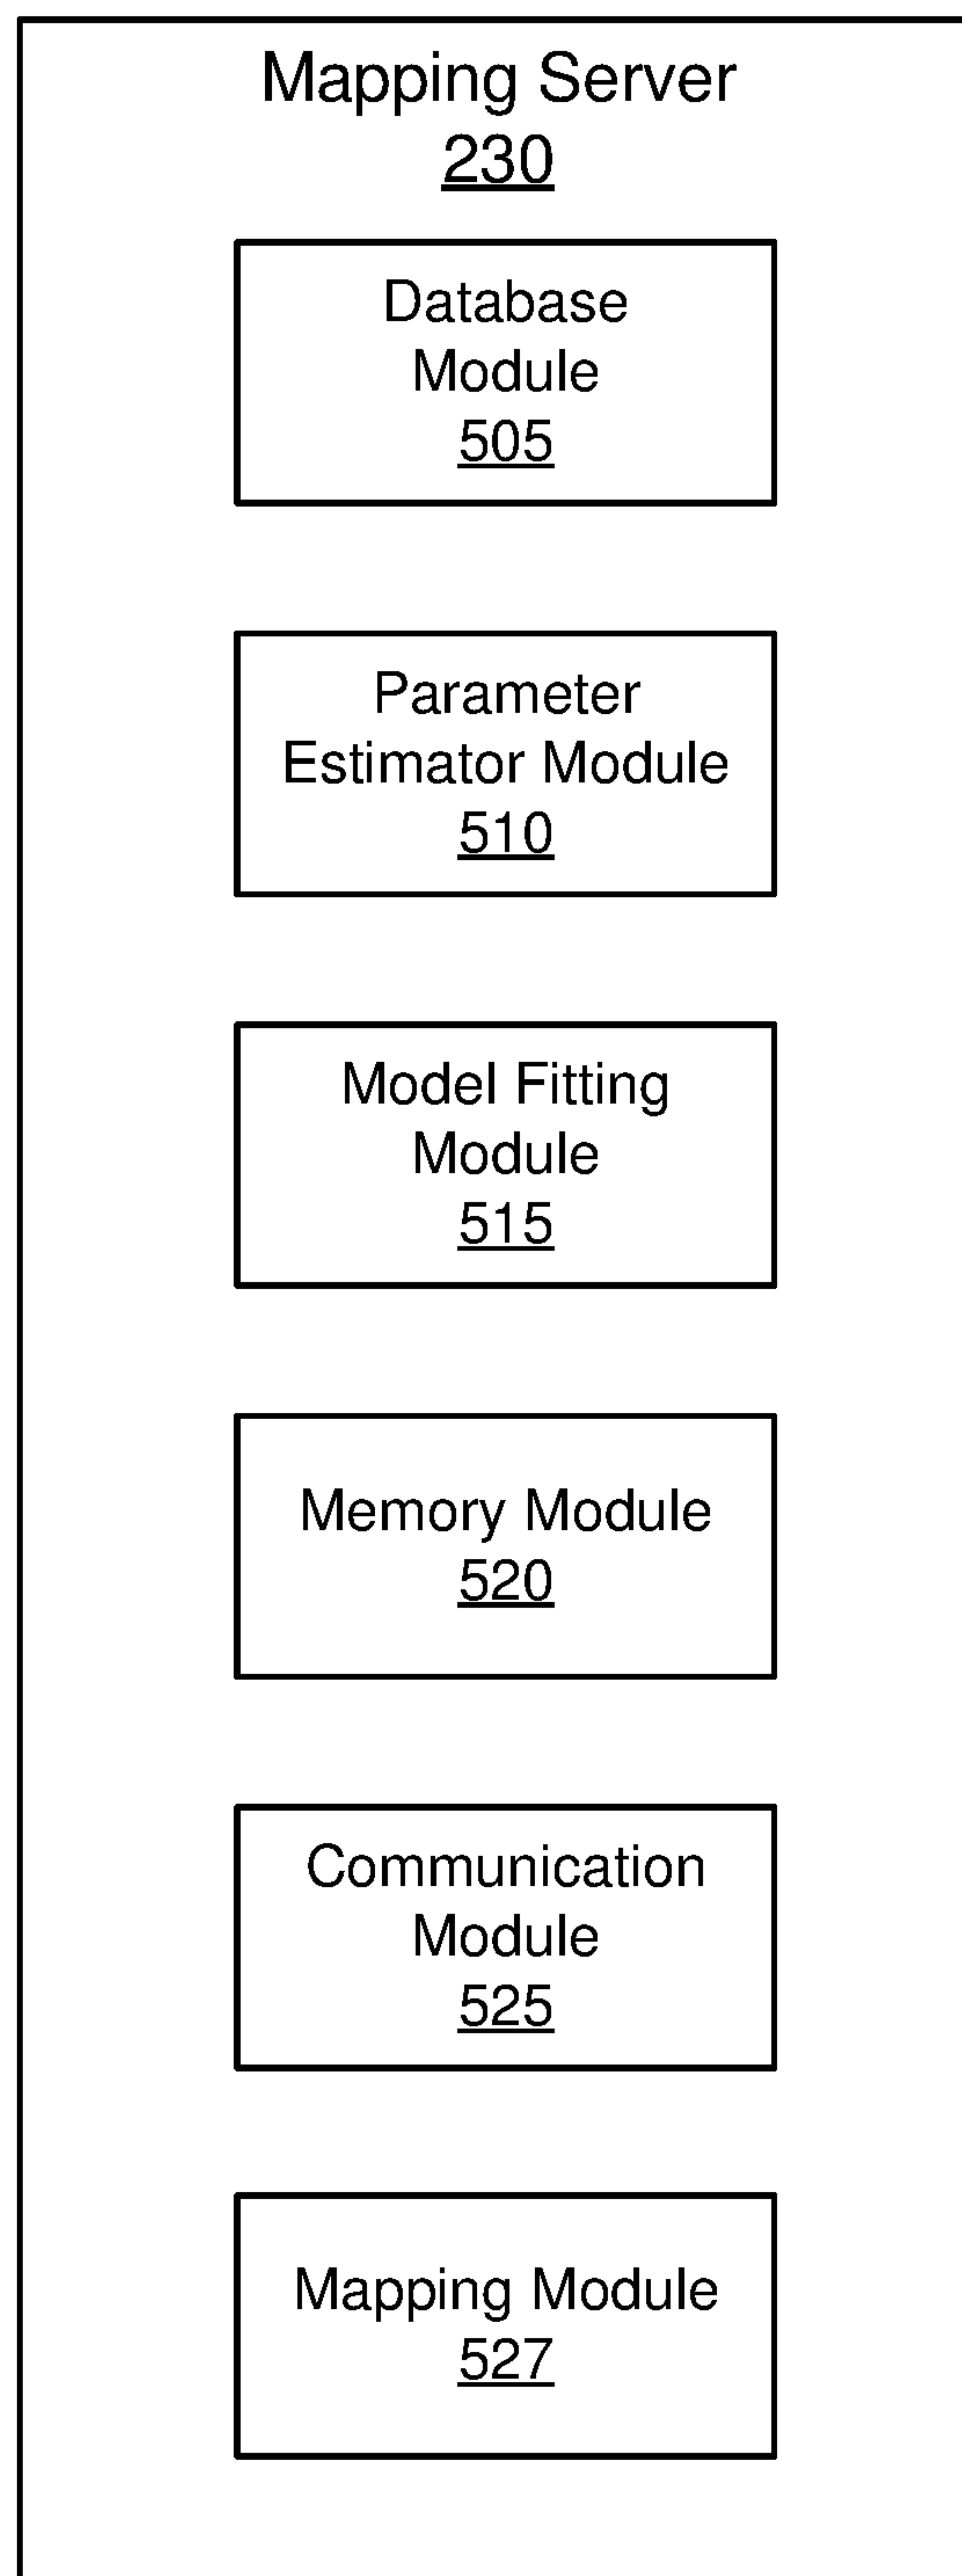 Mapping Server
230
Database
Module
505
Parameter
Estimator Module
510
Model Fitting
Module
515
Memory Module
520
Communication
Module
525
Mapping Module
527